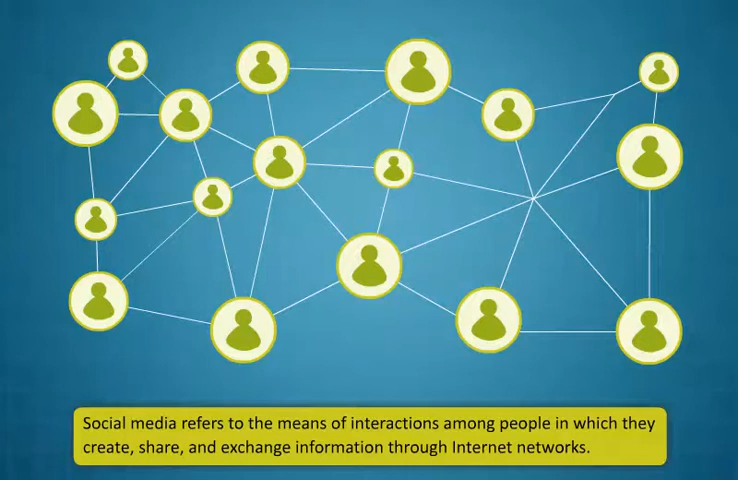 Social media refers to the means of interactions among people in which they
create, share, and exchange information through Internet networks.